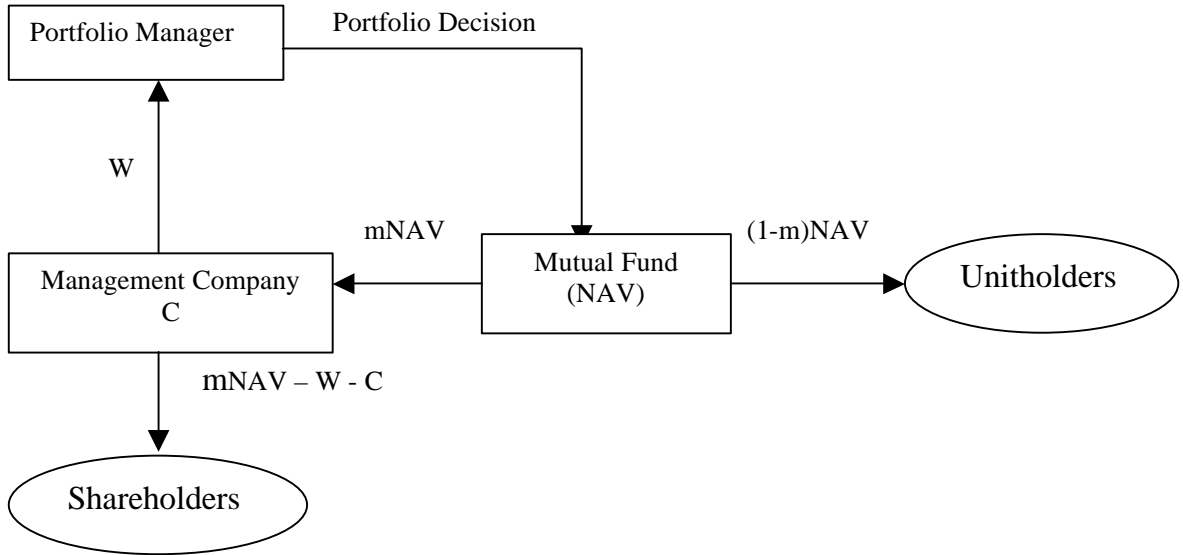 Portfolio Manager
Portfolio Decision
W
mNAV
(1-m)NAV
Management Company
C
Mutual Fund
(NAV)
Unitholders
mNAV – W - C
Shareholders